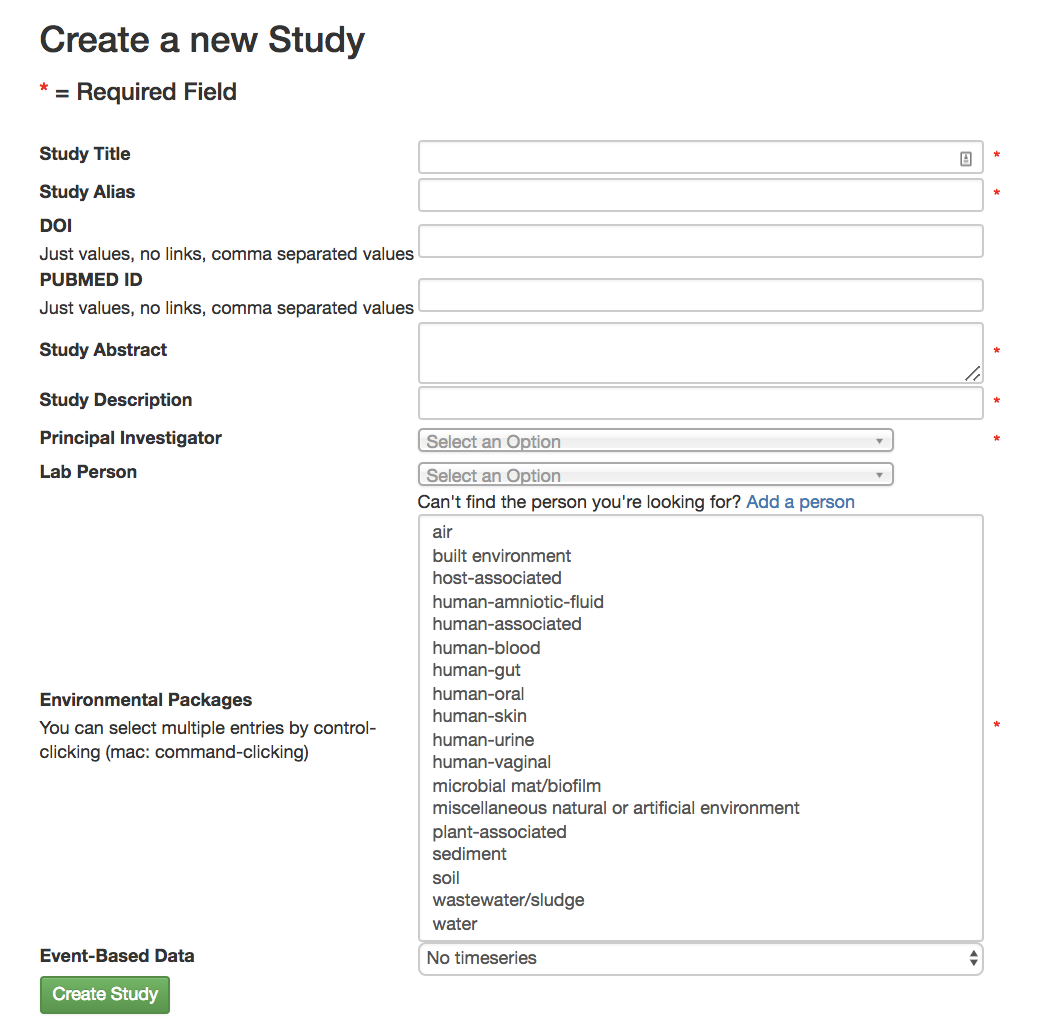 Create a new Study
* = Required Field
Study Title *
Study Alias *
DOI
Just values, no links, comma separated values
PUBMED ID
Just values, no links, comma separated values
Study Abstract *
Study Description *
Principal Investigator Select an Option *
Lab Person Select an Option
Can't find the person you're looking for? Add a person
Environmental Packages *
You can select multiple entries by control-
clicking (mac: command-clicking)
air
built environment
host-associated
human-amniotic-fluid
human-associated
human-blood
human-gut
human-oral
human-skin
human-urine
human-vaginal
microbial mat/biofilm
miscellaneous natural or artificial environment
plant-associated
sediment
soil
wastewater/sludge
water
Event-Based Data No timeseries
Create Study